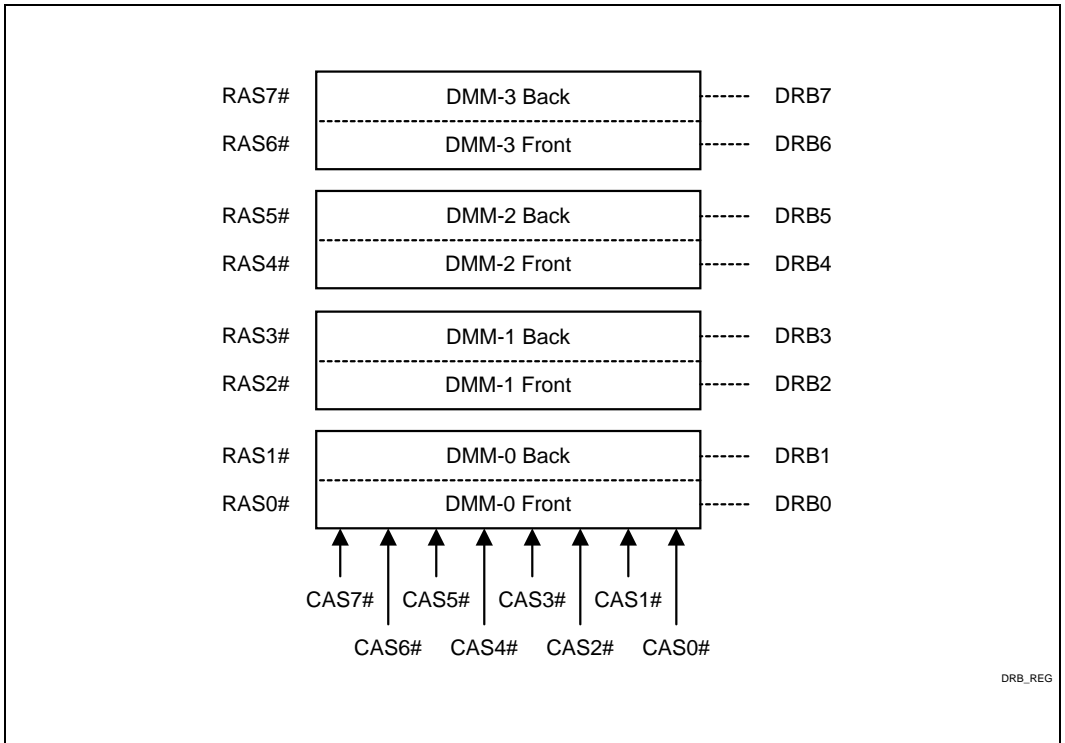 RAS7# DMM-3 Back DRB7
RAS6# DMM-3 Front DRB6
RAS5# DMM-2 Back DRB5
RAS4# DMM-2 Front DRB4
RAS3# DMM-1 Back DRB3
RAS2# DMM-1 Front DRB2
RAS1# DMM-0 Back DRB1
RAS0# DMM-0 Front DRB0
CAS7# CAS5# CAS3# CAS1#
CAS6# CAS4# CAS2# CAS0#
DRB_REG